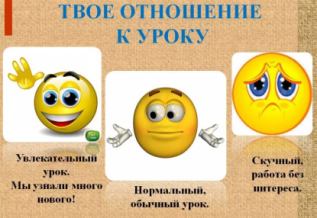 ТВОЕ ОТНОШЕНИЕ
К УРОКУ
Увлекательный
урок.
Мы узнали много
нового!
Нормальный,
обычный урок.
Скучный,
работа без
интереса.